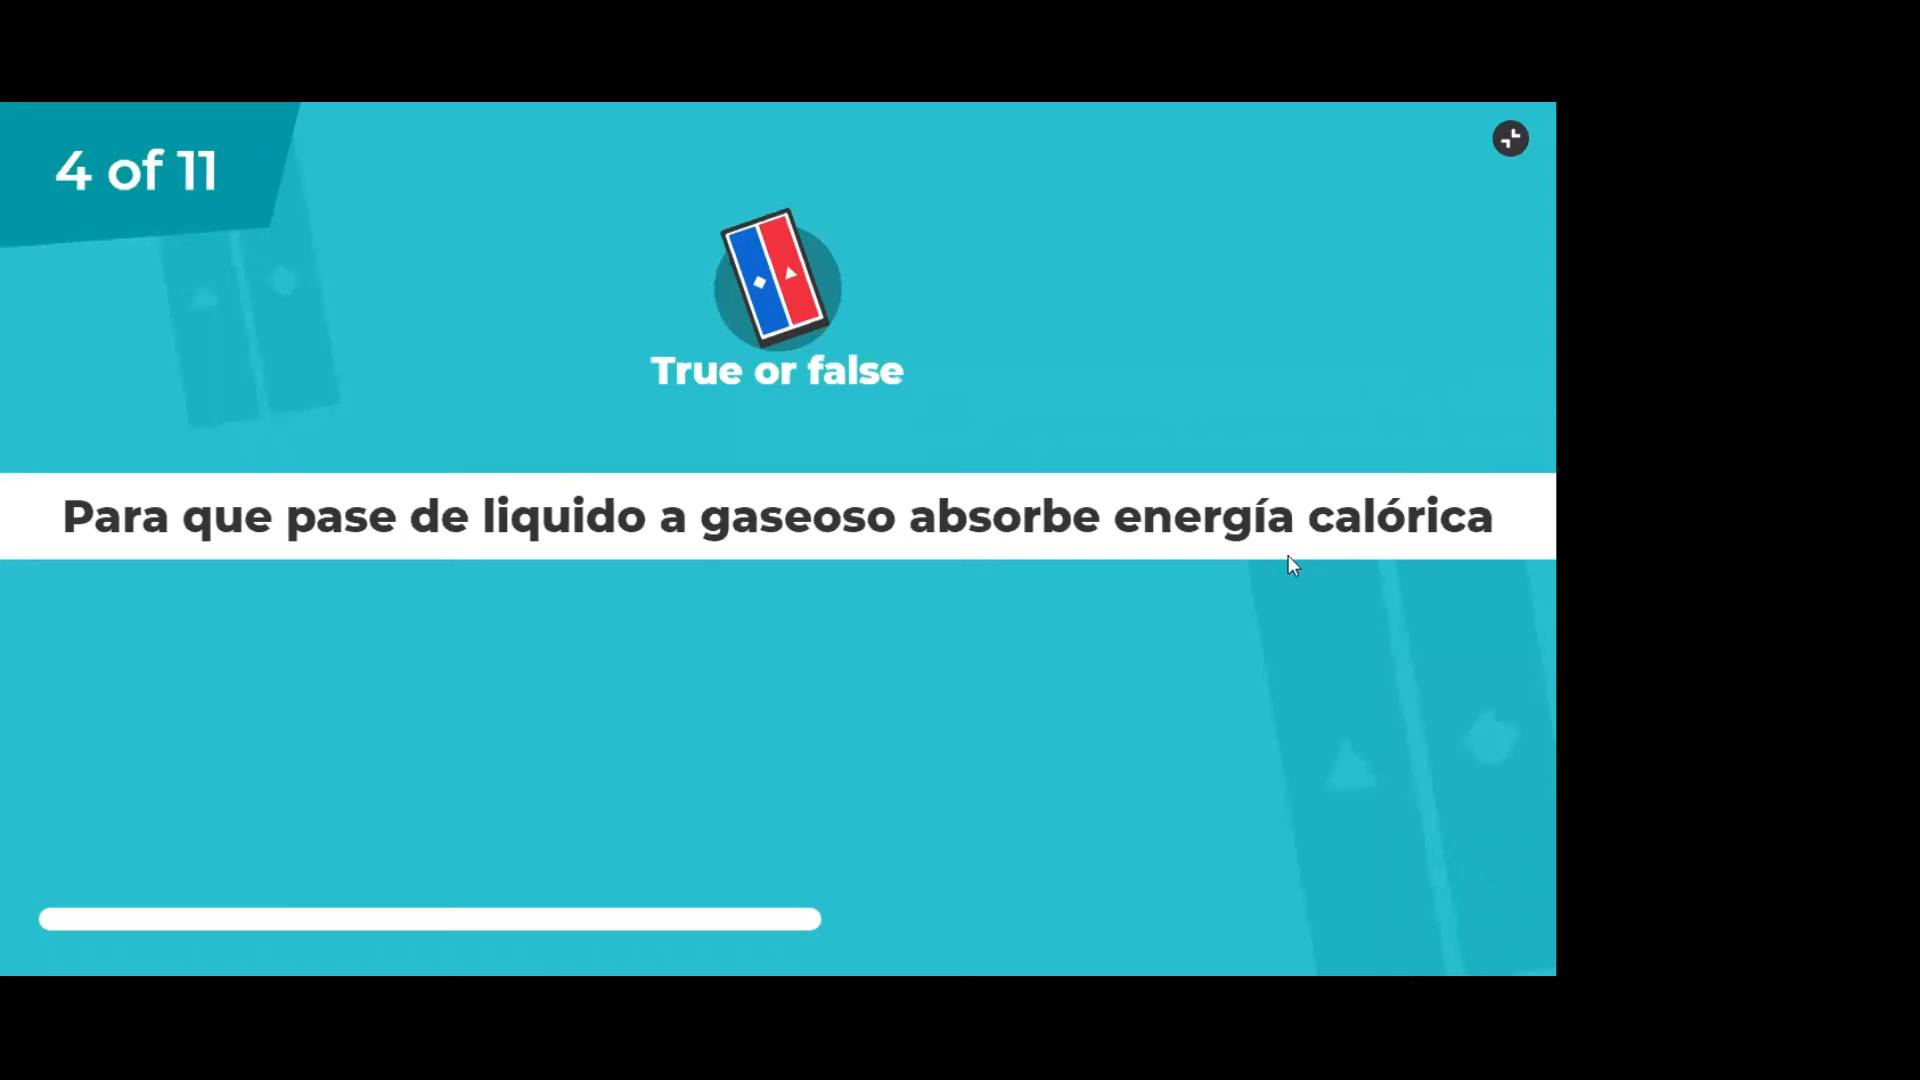 4 of 11
True or false
Para que pase de liquido a gaseoso absorbe energía calórica